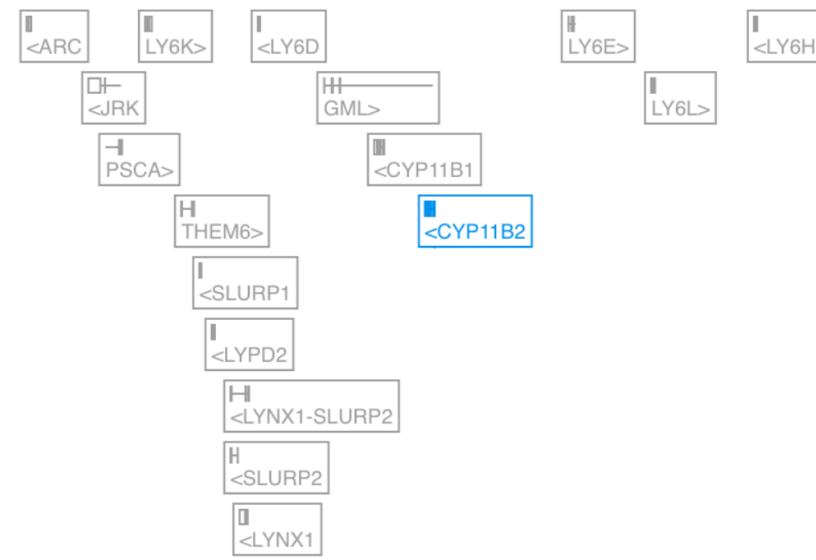 <ARC LY6K> <LY6D LY6E> <LY6H
<JRK GML> LY6L>
PSCA> <CYP11B1
THEM6> <CYP11B2
<SLURP1
<LYPD2
<LYNX1-SLURP2
<SLURP2
<LYNX1